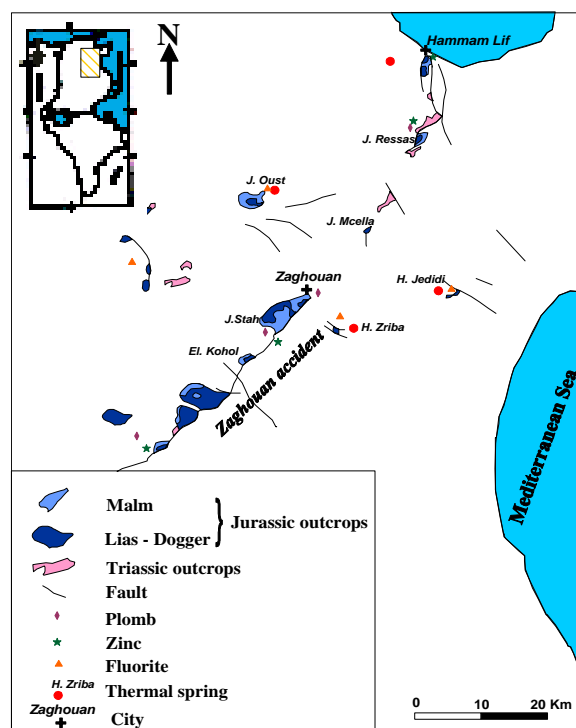 N
Hammam Lif
J. Ressas
J. Oust
J. Mcella
Zaghouan
H. Jedidi
J.Stah
H. Zriba
El. Kohol
Zaghouan accident
Mediterranean Sea
Malm
Lias - Dogger
} Jurassic outcrops
Triassic outcrops
Fault
Plomb
Zinc
Fluorite
H. Zriba
Thermal spring
Zaghouan
City
0 10 20 Km